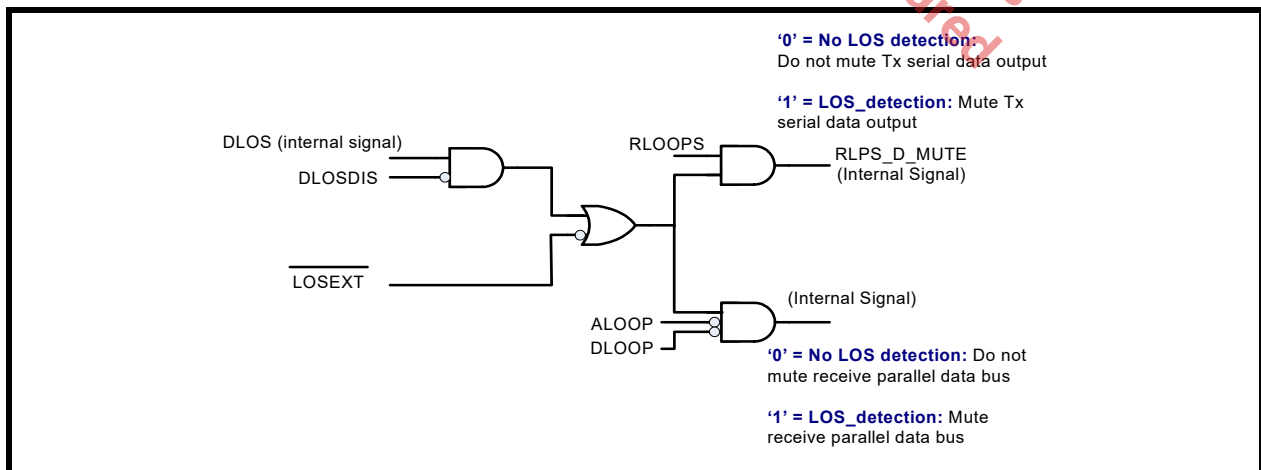 ‘0’ = No LOS detection:
Do not mute Tx serial data output
‘1’ = LOS_detection: Mute Tx
serial data output
DLOS (internal signal)
DLOSDIS
RLOOPS
RLPS_D_MUTE
(Internal Signal)
LOSEXT
(Internal Signal)
ALOOP
DLOOP
‘0’ = No LOS detection: Do not
mute receive parallel data bus
‘1’ = LOS_detection: Mute
receive parallel data bus